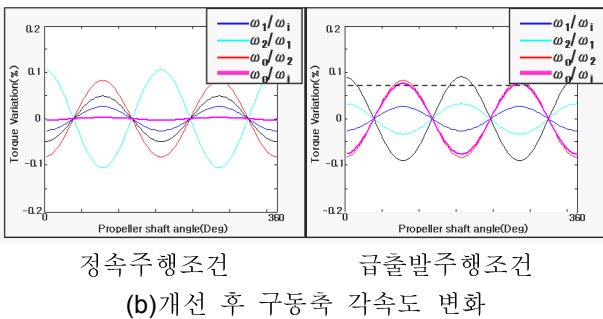 0.2
0.1
0
-0.1
-0.2
Torque Variation(%)
0
360
Propeller shaft angle(Deg)
ω₁/ωᵢ
ω₂/ω₁
ω₀/ω₂
ω₀/ωᵢ
0.2
0.1
0
-0.1
-0.2
Torque Variation(%)
0
360
Propeller shaft angle(Deg)
ω₁/ωᵢ
ω₂/ω₁
ω₀/ω₂
ω₀/ωᵢ
정속주행조건
급출발주행조건
(b)개선 후 구동축 각속도 변화